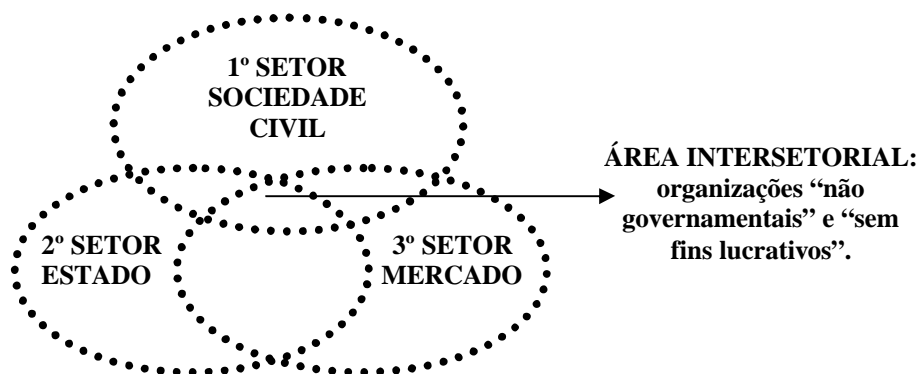 1º SETOR
SOCIEDADE
CIVIL
ÁREA INTERSETORIAL:
organizações “não
governamentais” e “sem
fins lucrativos”.
2º SETOR
ESTADO
3º SETOR
MERCADO